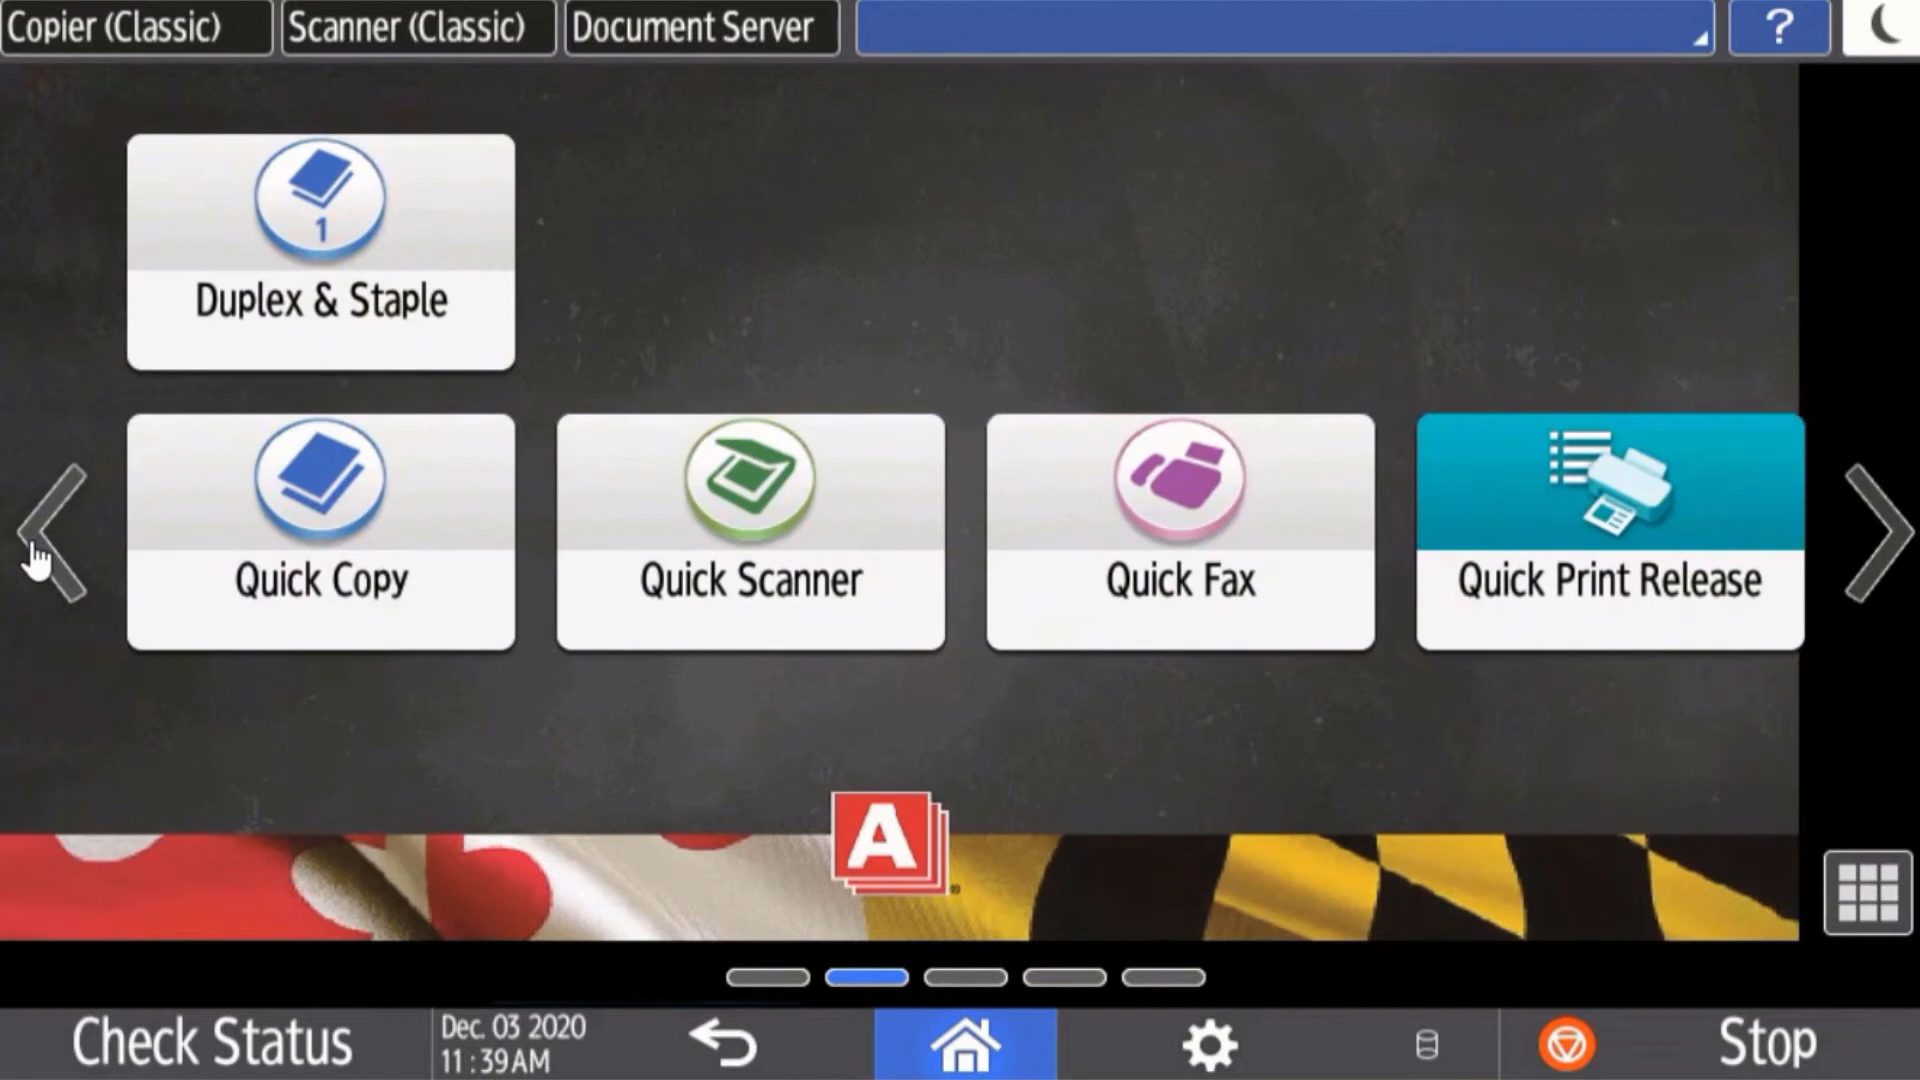 Copier (Classic)
Scanner (Classic)
Document Server
?
1
Duplex & Staple
Quick Copy
Quick Scanner
Quick Fax
Quick Print Release
A
®
Check Status
Dec. 03 2020
11:39AM
Stop